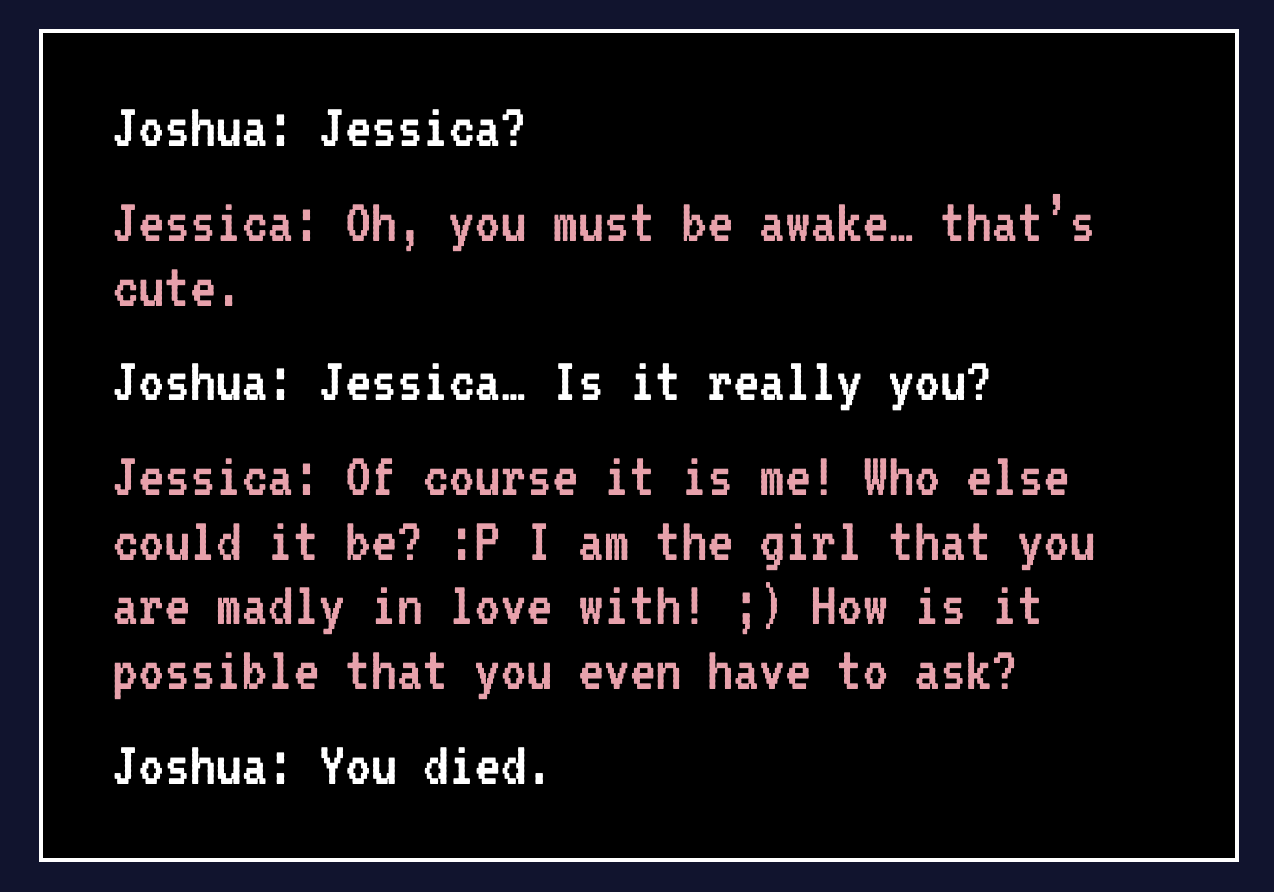 Joshua: Jessica?
Jessica: Oh, you must be awake… that’s
cute.
Joshua: Jessica… Is it really you?
Jessica: Of course it is me! Who else
could it be? :P I am the girl that you
are madly in love with! ;) How is it
possible that you even have to ask?
Joshua: You died.